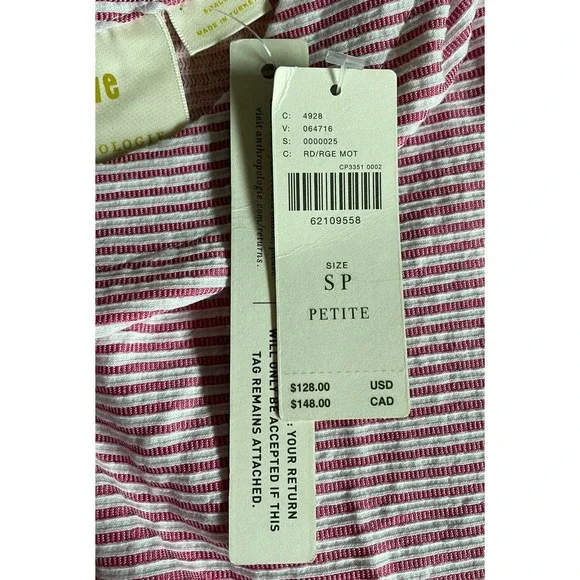 MADE IN TURKEY
ve
C: 4928
V: 064716
S: 0000025
C: RD/RGE MOT
CP3351 0002
62109558
SIZE
S P
PETITE
$128.00 USD
$148.00 CAD
visit anthropologie.com/returns.
: YOUR RETURN
WILL ONLY BE ACCEPTED IF THIS
TAG REMAINS ATTACHED.